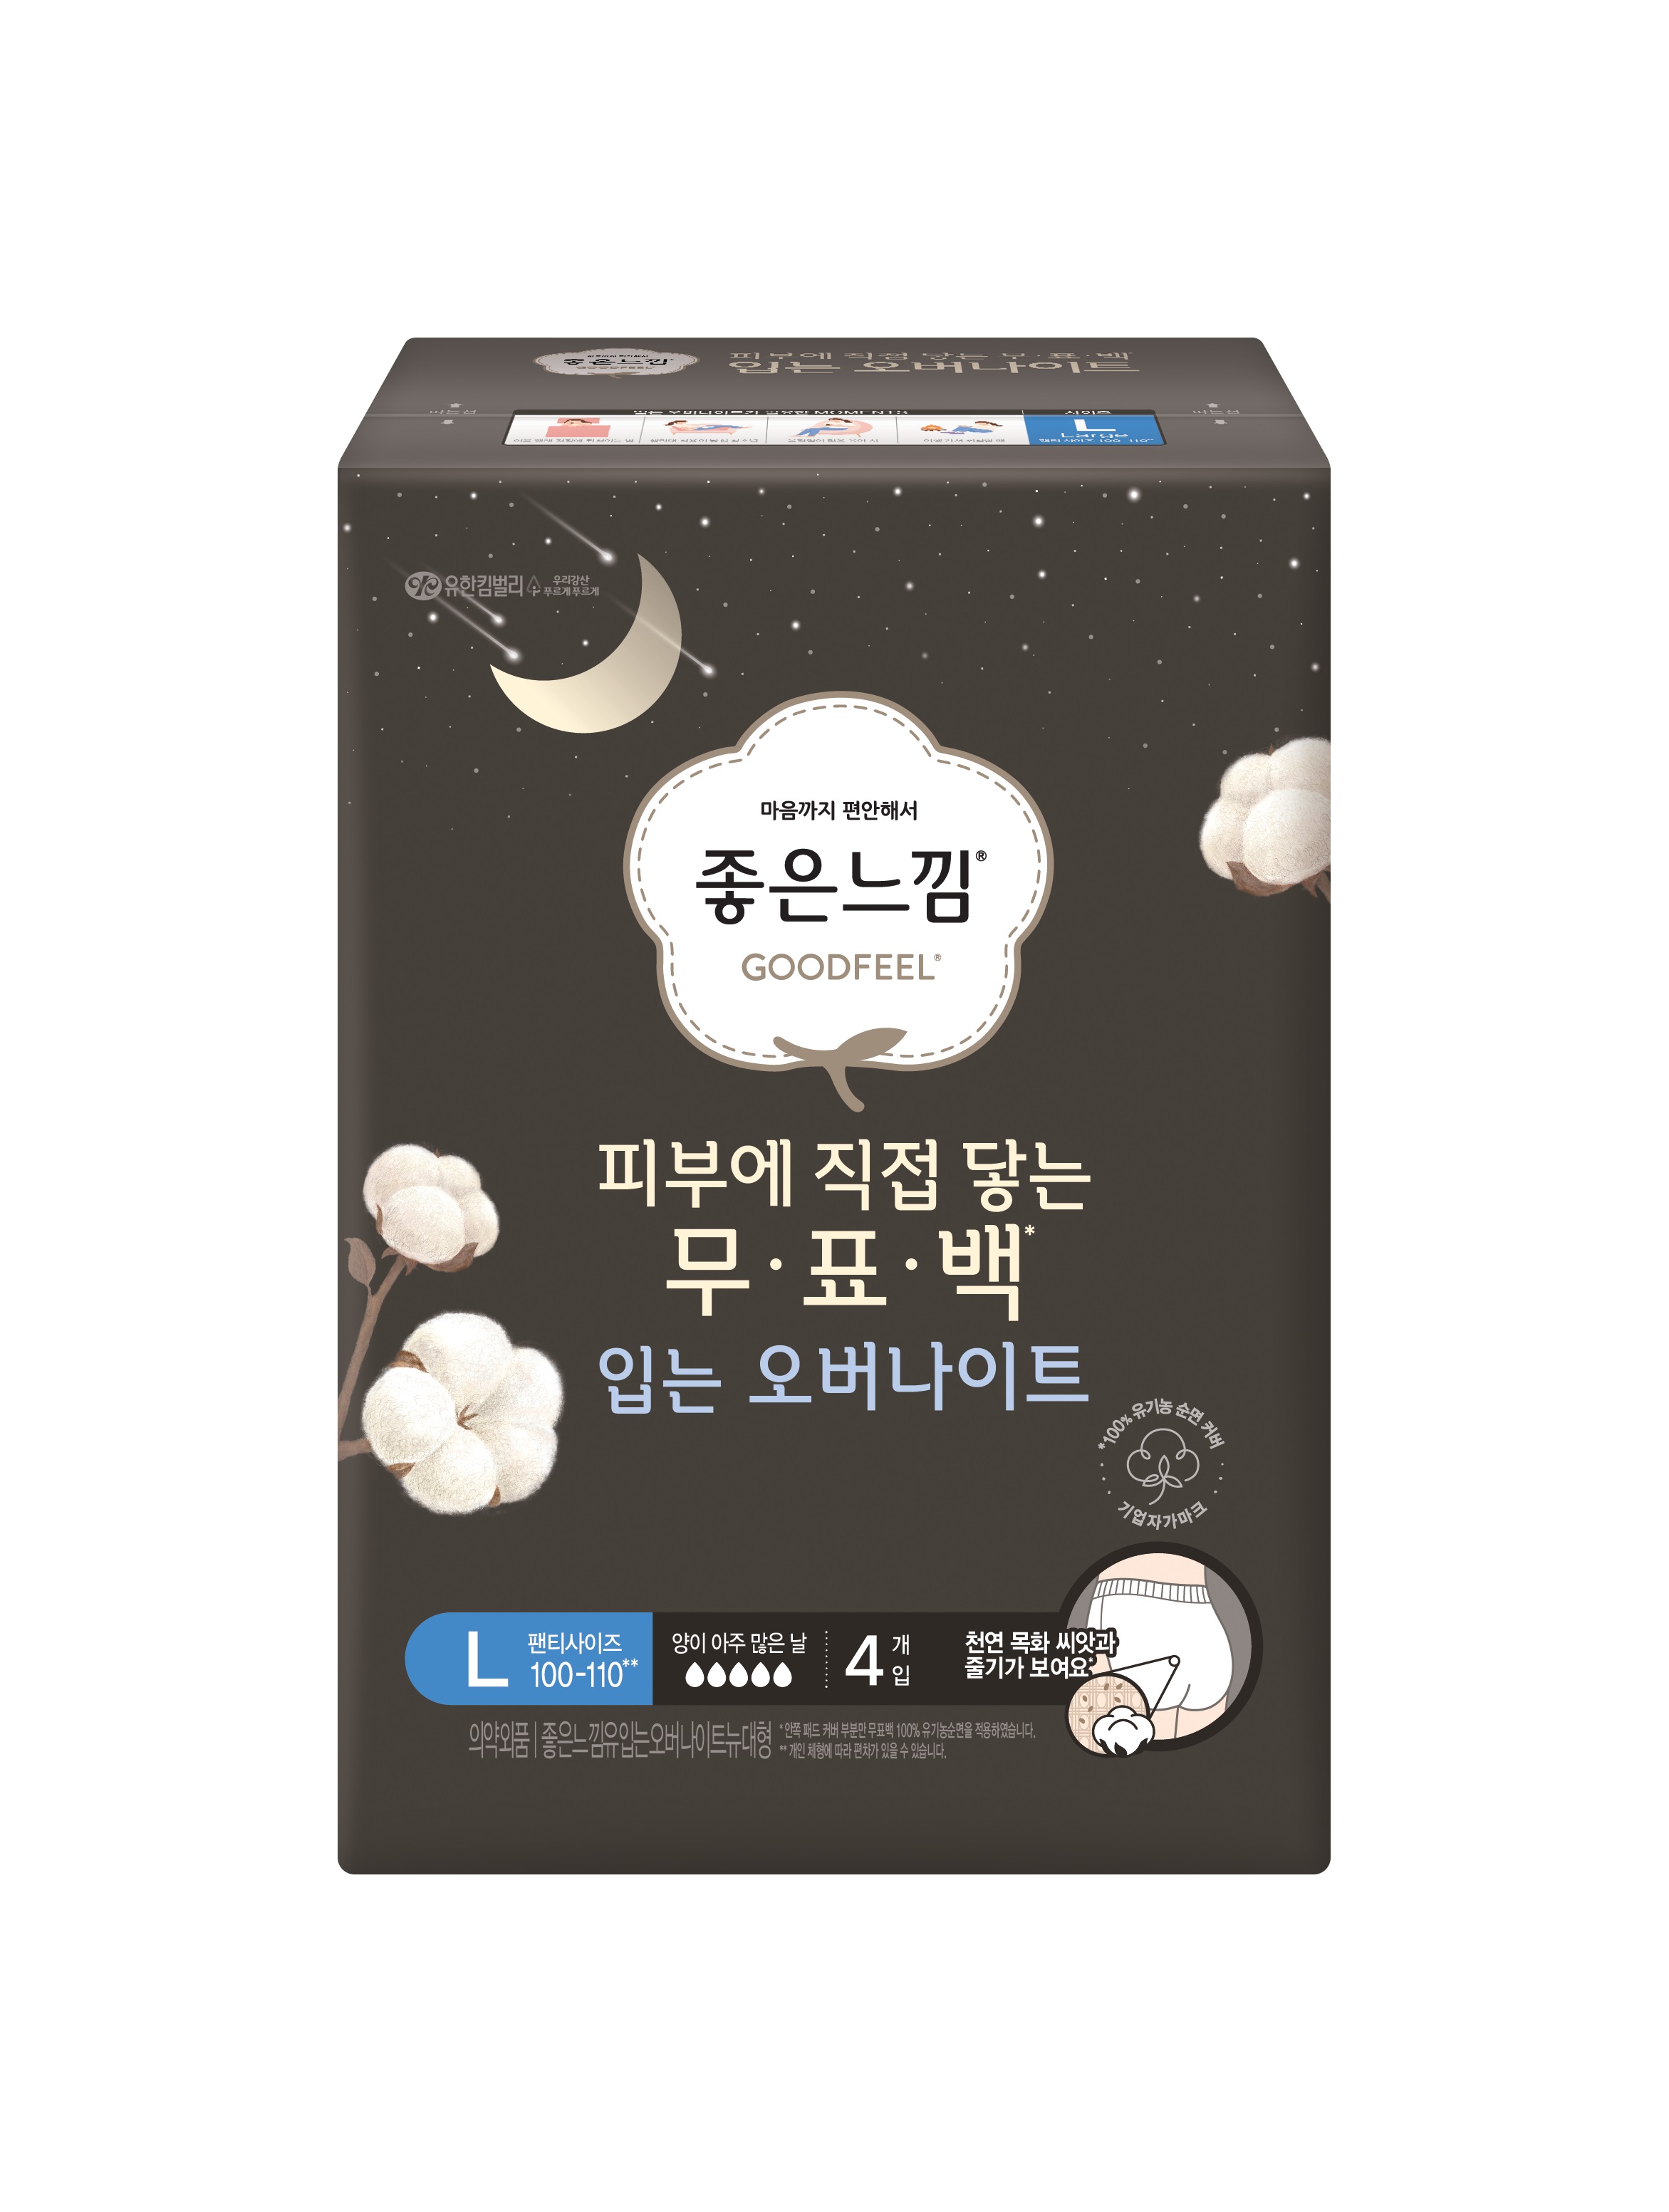 좋은느낌
피부에 직접 닿는 무·표·백*
입는 오버나이트
사이즈
L
Large
유한킴벌리
우리강산
푸르게 푸르게
마음까지 편안해서
좋은느낌®
GOODFEEL®
피부에 직접 닿는
무·표·백*
입는 오버나이트
*100% 유기농 순면 커버
기업자가마크
L 팬티사이즈
100-110**
양이 아주 많은 날
4개입
천연 목화 씨앗과
줄기가 보여요*
의약외품 | 좋은느낌유입는오버나이트뉴대형
* 안쪽 패드 커버 부분만 무표백 100% 유기농순면을 적용하였습니다.
** 개인 체형에 따라 편차가 있을 수 있습니다.